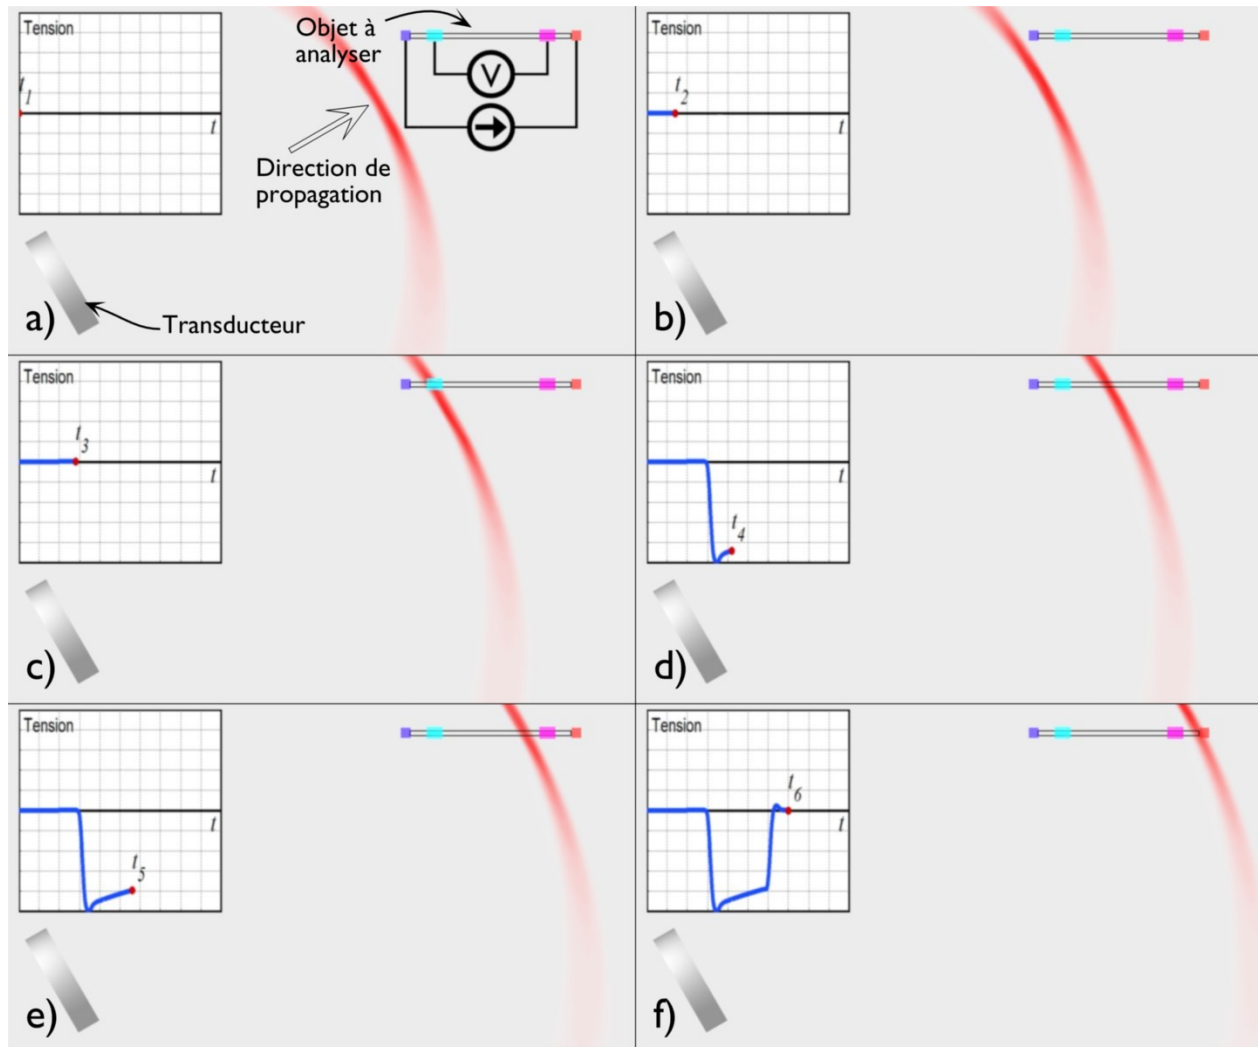 Tension
t1
t
Objet à
analyser
V
Direction de
propagation
Transducteur
a)
Tension
t2
t
b)
Tension
t3
t
c)
Tension
t4
t
d)
Tension
t5
t
e)
Tension
t6
t
f)